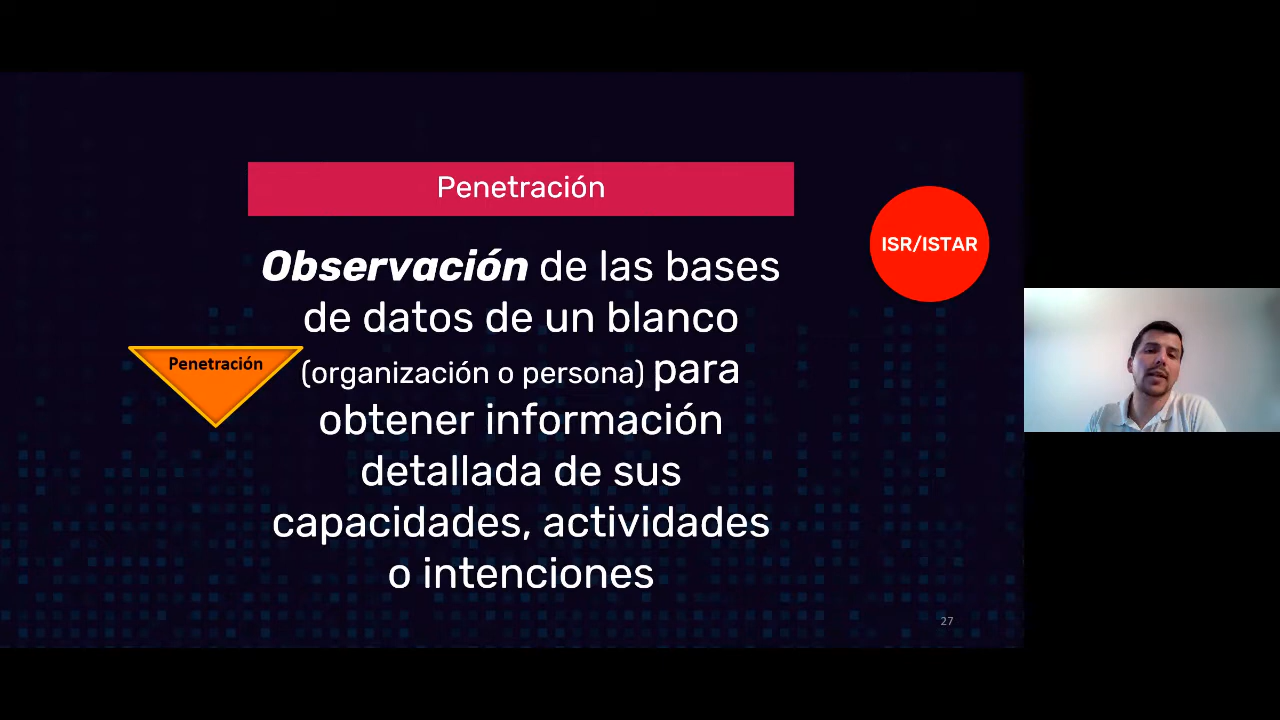 Penetración
ISR/ISTAR
Observación de las bases
de datos de un blanco
Penetración
(organización o persona) para
obtener información
detallada de sus
capacidades, actividades
o intenciones
27